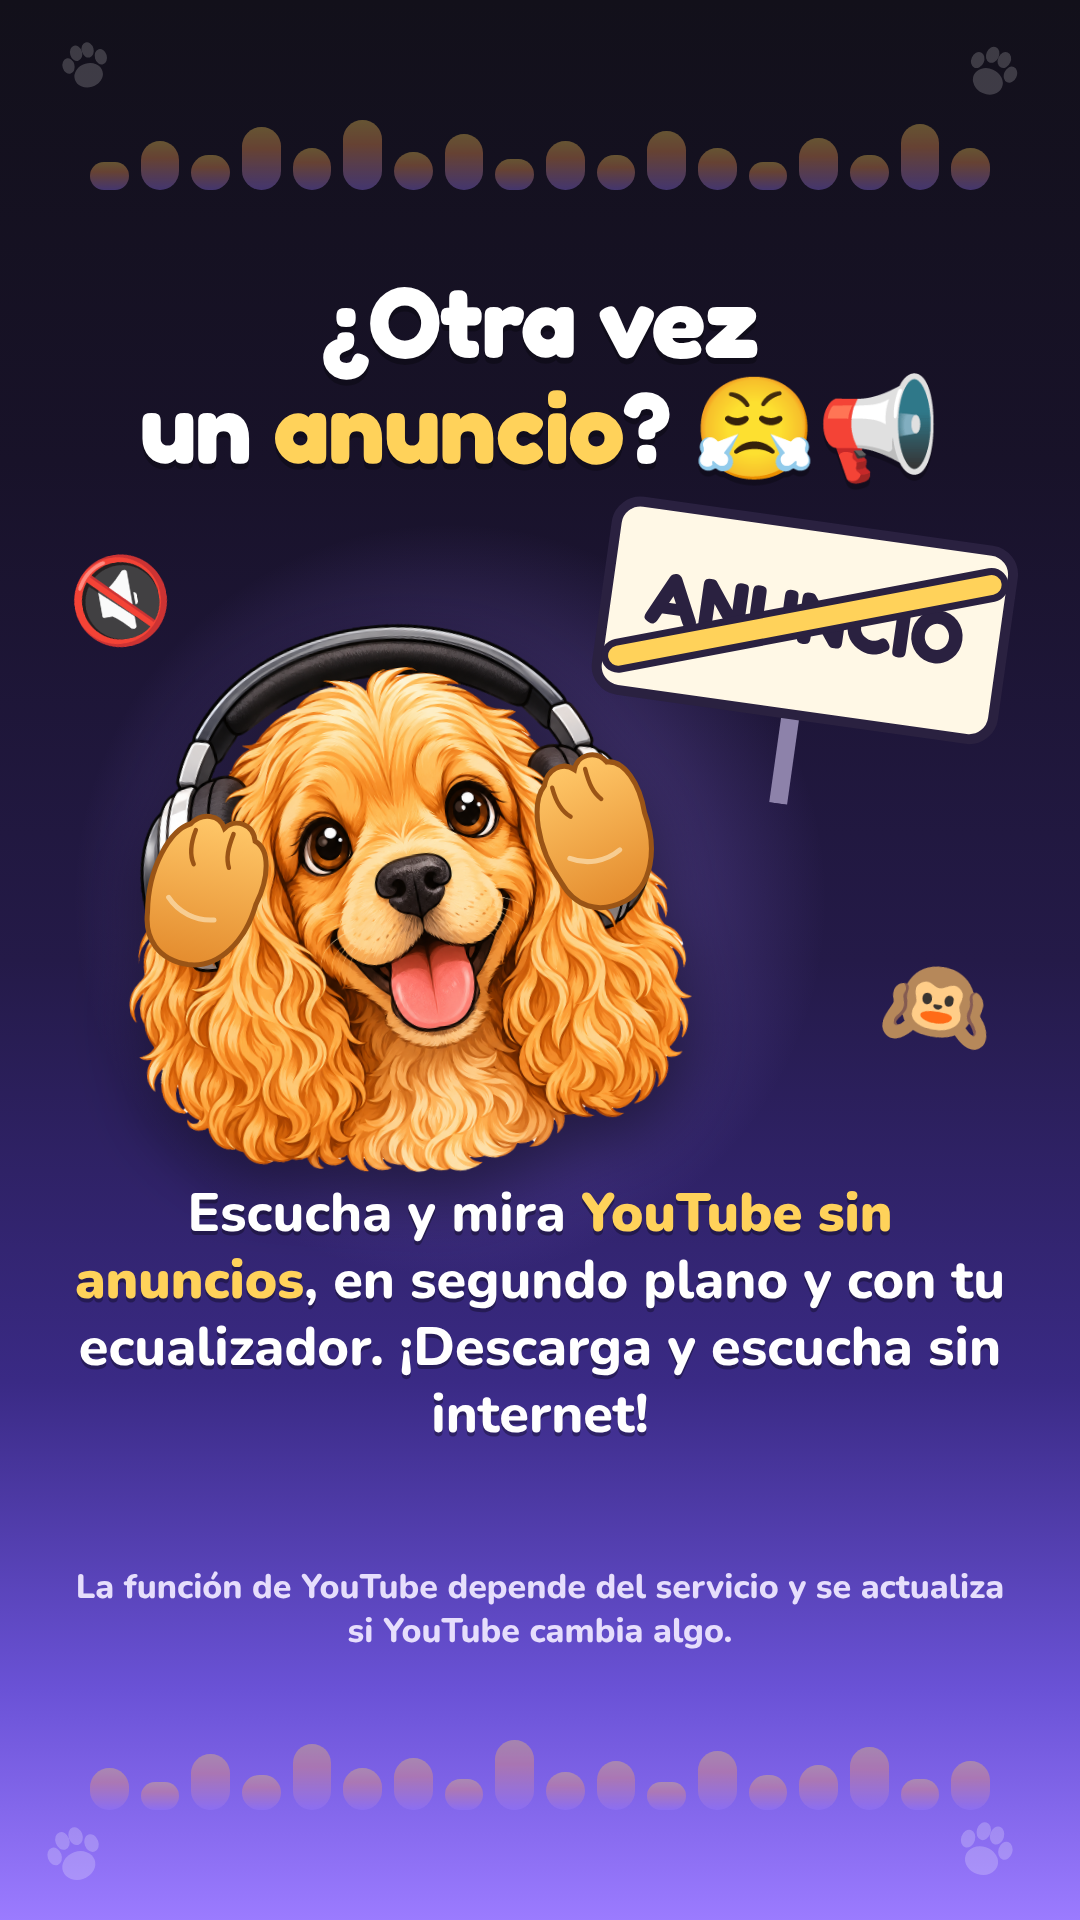 ¿Otra vez
un anuncio? 😤📢
ANUNCIO
Escucha y mira YouTube sin
anuncios, en segundo plano y con tu
ecualizador. ¡Descarga y escucha sin
internet!
La función de YouTube depende del servicio y se actualiza
si YouTube cambia algo.